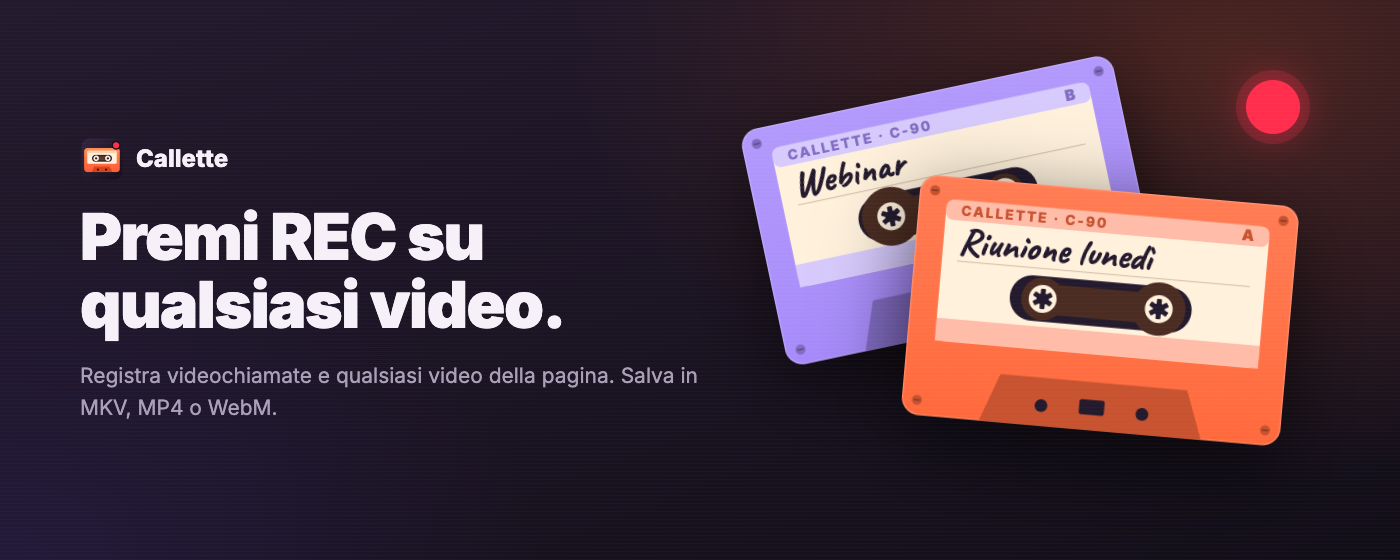 Callette
Premi REC su
qualsiasi video.
Registra videochiamate e qualsiasi video della pagina. Salva in
MKV, MP4 o WebM.
CALLETTE · C-90
B
Webinar
CALLETTE · C-90
A
Riunione lunedì